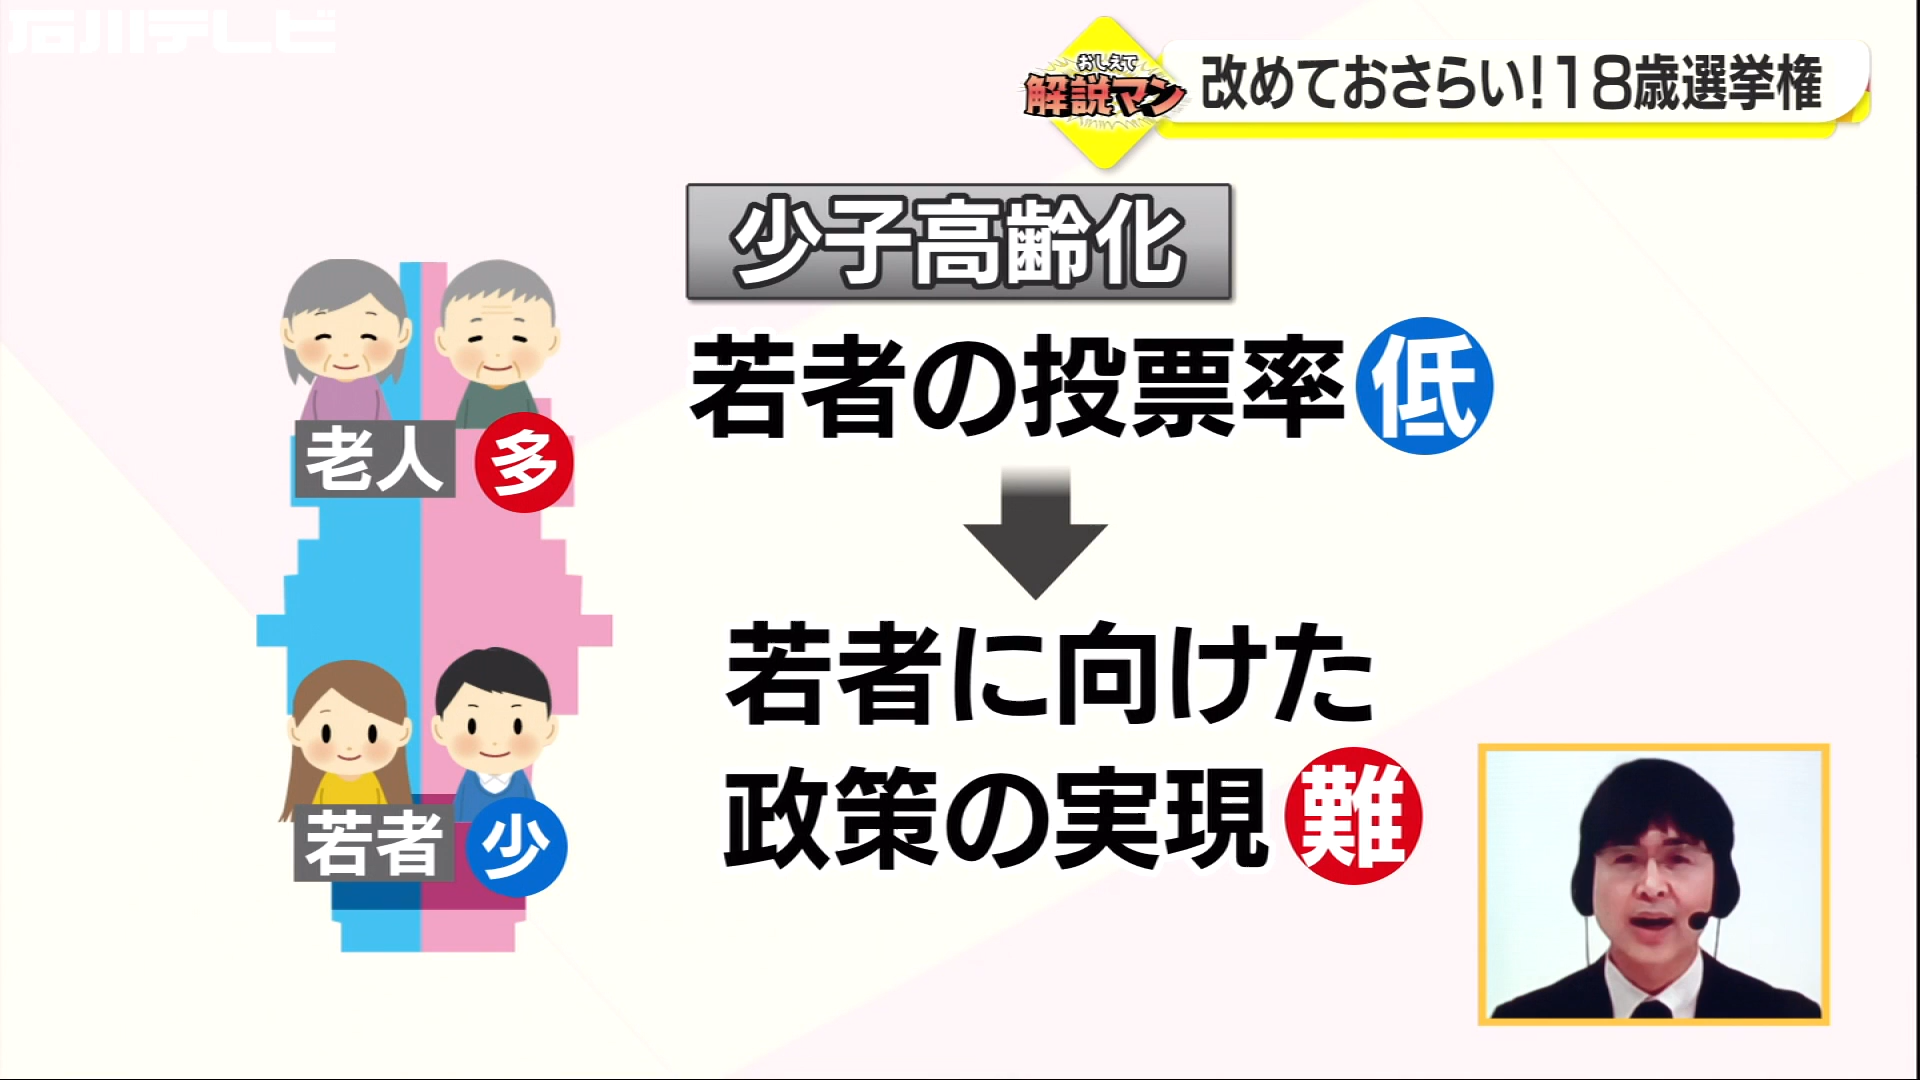 石川テレビ
おしえて
解説マン
改めておさらい！18歳選挙権
少子高齢化
若者の投票率 低
老人 多
若者に向けた
政策の実現 難
若者 少